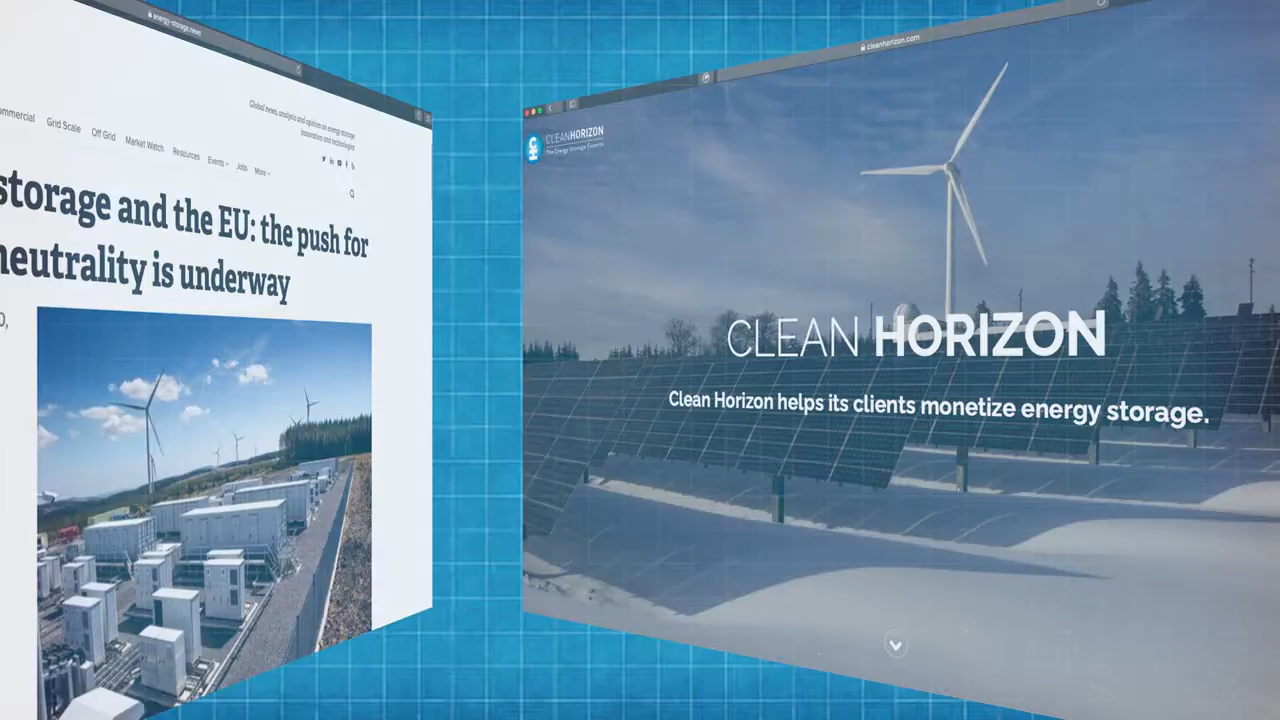 energy-storage.news
Global news, analysis and opinion on energy storage
innovation and technologies
Grid Scale
Off Grid
Market Watch
Resources
Events
Jobs
More
storage and the EU: the push for
neutrality is underway
cleanhorizon.com
CLEANHORIZON
The Energy Storage Experts
CLEAN HORIZON
Clean Horizon helps its clients monetize energy storage.